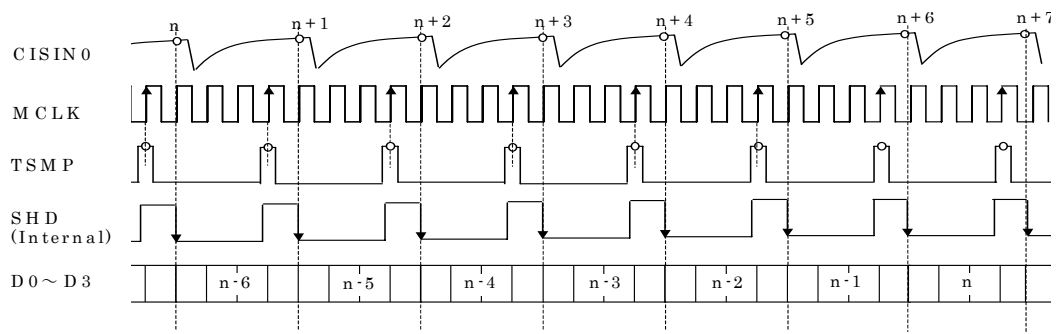 n n+1 n+2 n+3 n+4 n+5 n+6 n+7
CISIN0
MCLK
TSMP
SHD
(Internal)
D0～D3 n-6 n-5 n-4 n-3 n-2 n-1 n